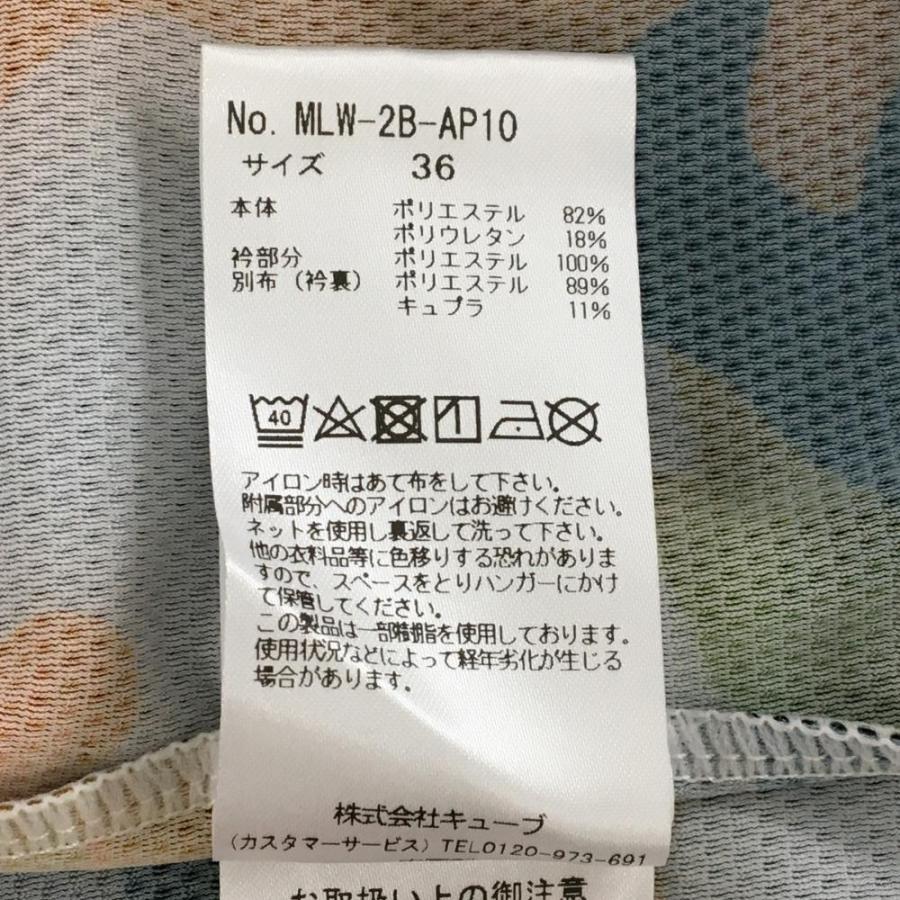 No. MLW-2B-AP10
サイズ 36
本体 ポリエステル 82%
ポリウレタン 18%
衿部分 ポリエステル 100%
別布（衿裏） ポリエステル 89%
キュプラ 11%
40
アイロン時はあて布をして下さい。
附属部分へのアイロンはお避けください。
ネットを使用し裏返して洗って下さい。
他の衣料品等に色移りする恐れがありま
すので、スペースをとりハンガーにかけ
て保管してください。
この製品は一部樹脂を使用しております。
使用状況などによって経年劣化が生じる
場合があります。
株式会社キューブ
（カスタマーサービス）TEL0120-973-691
お取扱い上の御注意